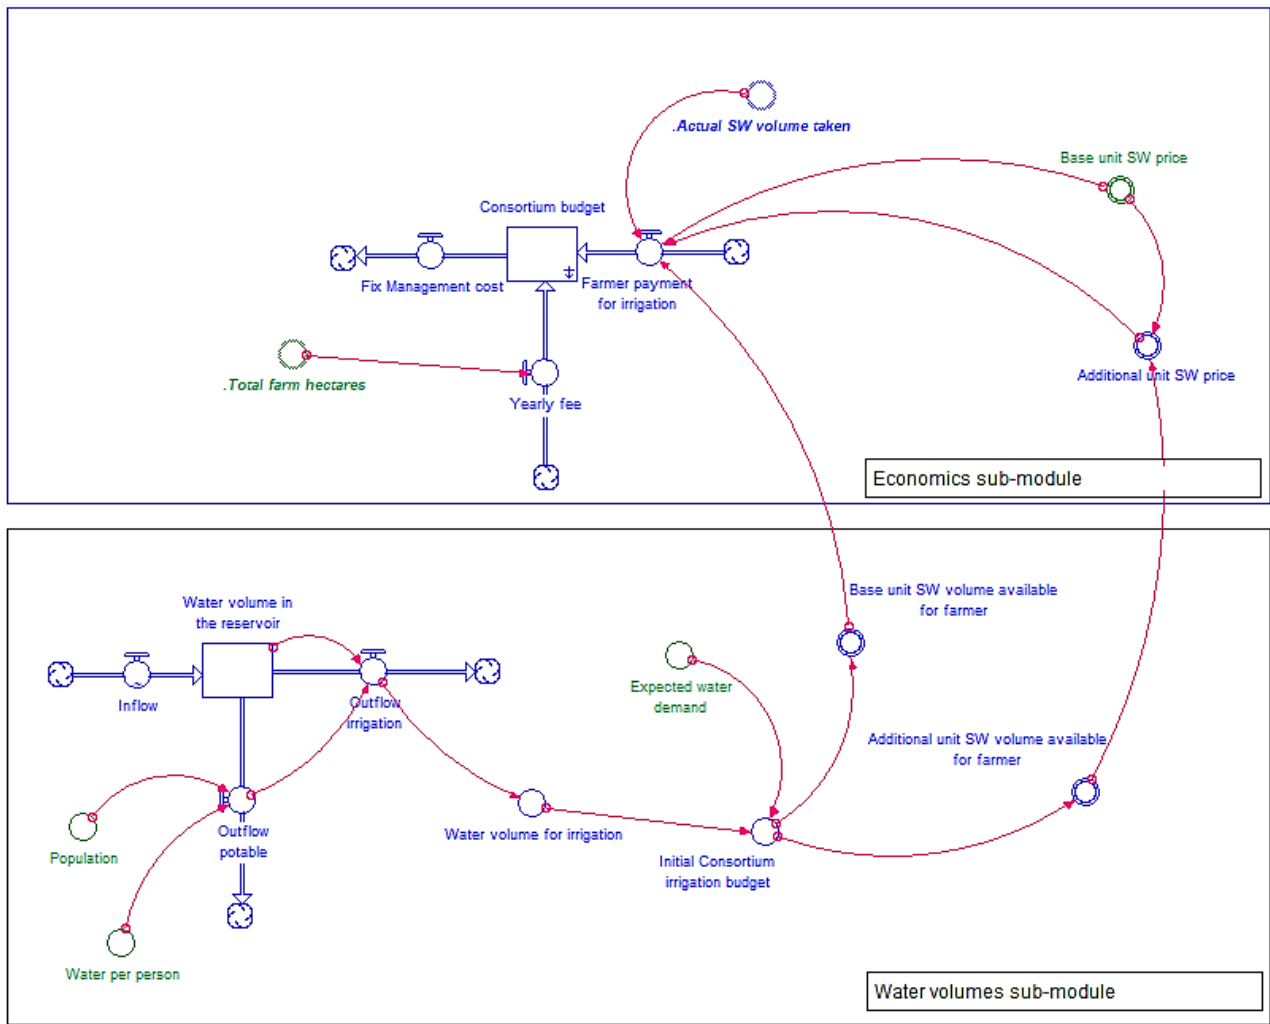 .Actual SW volume taken
Base unit SW price
Consortium budget
Fix Management cost
Farmer payment
for irrigation
.Total farm hectares
Yearly fee
Additional unit SW price
Economics sub-module
Water volume in
the reservoir
Inflow
Outflow
irrigation
Base unit SW volume available
for farmer
Expected water
demand
Additional unit SW volume available
for farmer
Outflow
potable
Population
Water volume for irrigation
Initial Consortium
irrigation budget
Water per person
Water volumes sub-module